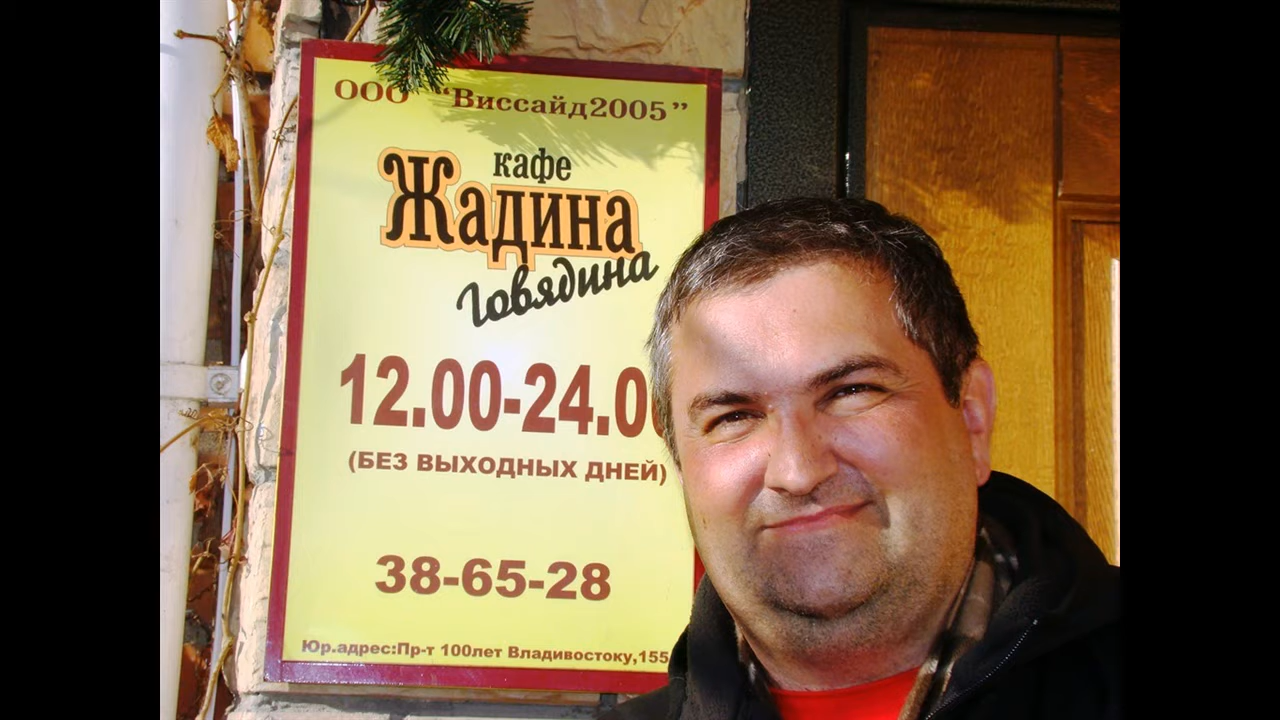 ООО "Виссайд2005"
кафе
Жадина
говядина
12.00-24.00
(БЕЗ ВЫХОДНЫХ ДНЕЙ)
38-65-28
Юр.адрес:Пр-т 100лет Владивостоку,155